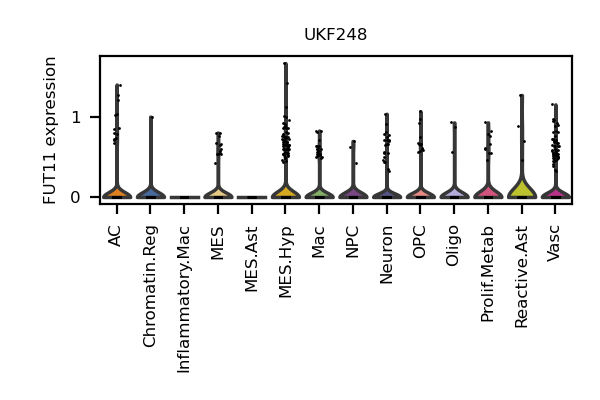 UKF248
FUT11 expression
1
0
AC
Chromatin.Reg
Inflammatory.Mac
MES
MES.Ast
MES.Hyp
Mac
NPC
Neuron
OPC
Oligo
Prolif.Metab
Reactive.Ast
Vasc